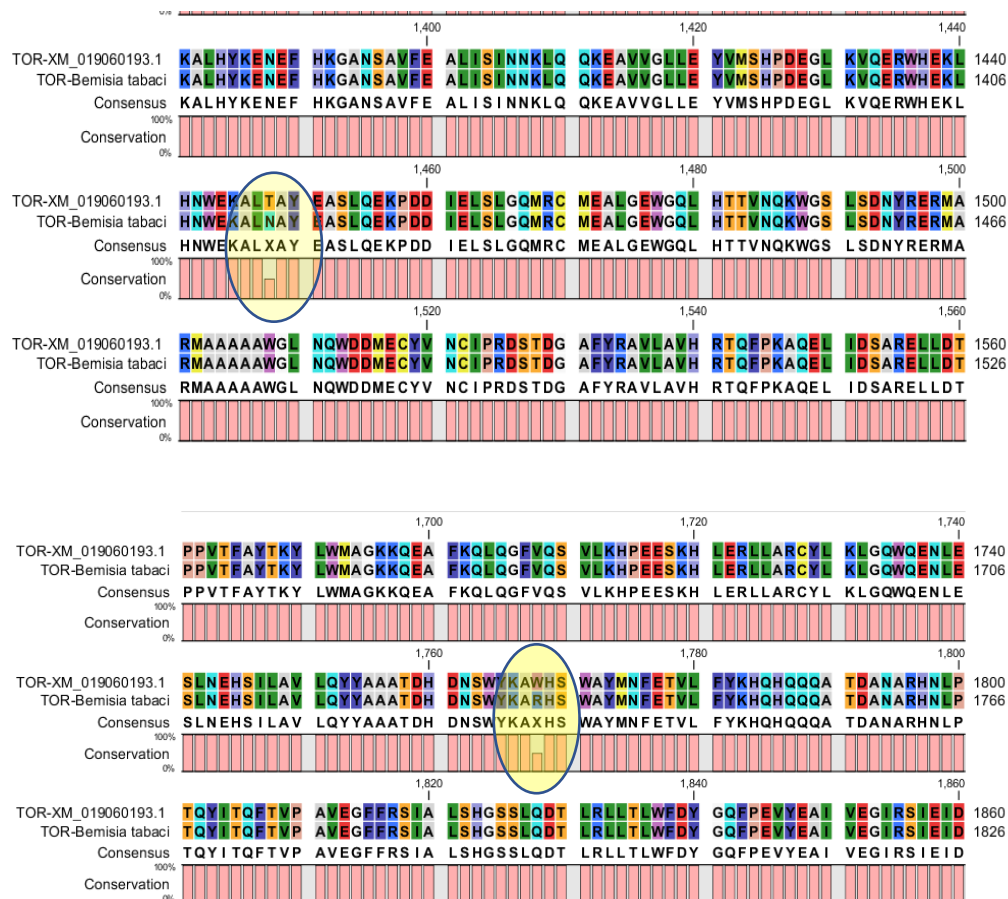 0%
1,400 1,420 1,440
TOR-XM_019060193.1 KALHYKENEF HKGANSAVFE ALISINNKLQ QKEAVVGLLE YVMSHPDEGL KVQERWHEKL 1440
TOR-Bemisia tabaci KALHYKENEF HKGANSAVFE ALISINNKLQ QKEAVVGLLE YVMSHPDEGL KVQERWHEKL 1406
Consensus KALHYKENEF HKGANSAVFE ALISINNKLQ QKEAVVGLLE YVMSHPDEGL KVQERWHEKL
100%
Conservation
0%
1,460 1,480 1,500
TOR-XM_019060193.1 HNWEKALTAY EASLQEKPDD IELSLGQMRC MEALGEWGQL HTTVNQKWGS LSDNYRERMA 1500
TOR-Bemisia tabaci HNWEKALNAY EASLQEKPDD IELSLGQMRC MEALGEWGQL HTTVNQKWGS LSDNYRERMA 1466
Consensus HNWEKALXAY EASLQEKPDD IELSLGQMRC MEALGEWGQL HTTVNQKWGS LSDNYRERMA
100%
Conservation
0%
1,520 1,540 1,560
TOR-XM_019060193.1 RMAAAAAWGL NQWDDMECYV NCIPRDSTDG AFYRAVLAVH RTQFPKAQEL IDSARELLDT 1560
TOR-Bemisia tabaci RMAAAAAWGL NQWDDMECYV NCIPRDSTDG AFYRAVLAVH RTQFPKAQEL IDSARELLDT 1526
Consensus RMAAAAAWGL NQWDDMECYV NCIPRDSTDG AFYRAVLAVH RTQFPKAQEL IDSARELLDT
100%
Conservation
0%
1,700 1,720 1,740
TOR-XM_019060193.1 PPVTFAYTKY LWMAGKKQEA FKQLQGFVQS VLKHPEESKH LERLLARCYL KLGQWQENLE 1740
TOR-Bemisia tabaci PPVTFAYTKY LWMAGKKQEA FKQLQGFVQS VLKHPEESKH LERLLARCYL KLGQWQENLE 1706
Consensus PPVTFAYTKY LWMAGKKQEA FKQLQGFVQS VLKHPEESKH LERLLARCYL KLGQWQENLE
100%
Conservation
0%
1,760 1,780 1,800
TOR-XM_019060193.1 SLNEHSILAV LQYYAAATDH DNSWYKAWHS WAYMNFETVL FYKHQHQQQA TDANARHNLP 1800
TOR-Bemisia tabaci SLNEHSILAV LQYYAAATDH DNSWYKARHS WAYMNFETVL FYKHQHQQQA TDANARHNLP 1766
Consensus SLNEHSILAV LQYYAAATDH DNSWYKAXHS WAYMNFETVL FYKHQHQQQA TDANARHNLP
100%
Conservation
0%
1,820 1,840 1,860
TOR-XM_019060193.1 TQYITQFTVP AVEGFFRSIA LSHGSSLQDT LRLLTLWFDY GQFPEVYEAI VEGIRSIEID 1860
TOR-Bemisia tabaci TQYITQFTVP AVEGFFRSIA LSHGSSLQDT LRLLTLWFDY GQFPEVYEAI VEGIRSIEID 1826
Consensus TQYITQFTVP AVEGFFRSIA LSHGSSLQDT LRLLTLWFDY GQFPEVYEAI VEGIRSIEID
100%
Conservation
0%